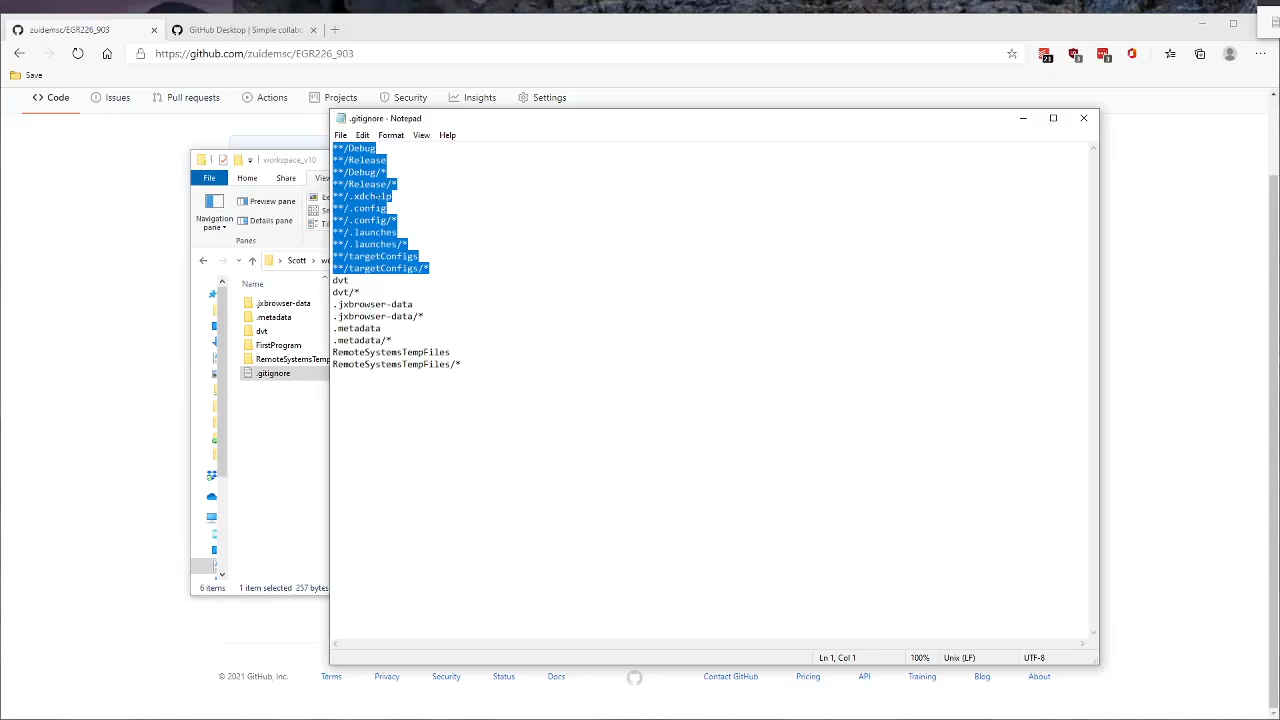 zuidemsc/EGR226_903
GitHub Desktop | Simple collab
https://github.com/zuidemsc/EGR226_903
23
1
3
Save
Code
Issues
Pull requests
Actions
Projects
Security
Insights
Settings
.gitignore - Notepad
File Edit Format View Help
**/Debug
**/Release
**/Debug/*
**/Release/*
**/.xdchelp
**/.config
**/.config/*
**/.launches
**/.launches/*
**/targetConfigs
**/targetConfigs/*
dvt
dvt/*
.jxbrowser-data
.jxbrowser-data/*
.metadata
.metadata/*
RemoteSystemsTempFiles
RemoteSystemsTempFiles/*
Ln 1, Col 1
100%
Unix (LF)
UTF-8
workspace_v10
File Home Share Vie
Navigation
pane
Preview pane
Details pane
Panes
Scott
Name
.jxbrowser-data
.metadata
dvt
FirstProgram
RemoteSystemsTemp
.gitignore
6 items 1 item selected 257 bytes
© 2021 GitHub, Inc.
Terms
Privacy
Security
Status
Docs
Contact GitHub
Pricing
API
Training
Blog
About